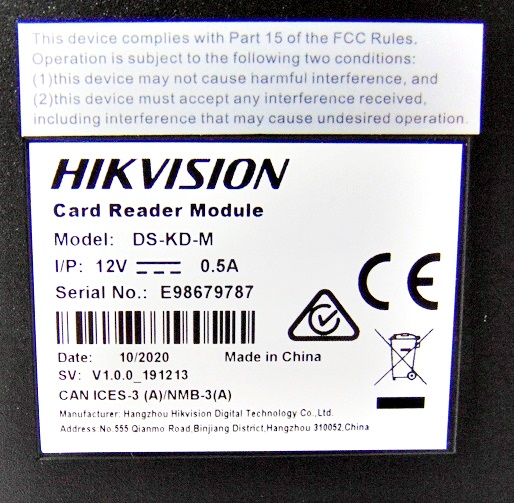 This device complies with Part 15 of the FCC Rules.
Operation is subject to the following two conditions:
(1)this device may not cause harmful interference, and
(2)this device must accept any interference received,
including interference that may cause undesired operation.
HIKVISION
Card Reader Module
Model: DS-KD-M
I/P: 12V 0.5A
Serial No.: E98679787
CE
Date: 10/2020 Made in China
SV: V1.0.0_191213
CAN ICES-3 (A)/NMB-3(A)
Manufacturer: Hangzhou Hikvision Digital Technology Co.,Ltd.
Address:No.555 Qianmo Road,Binjiang District,Hangzhou 310052,China